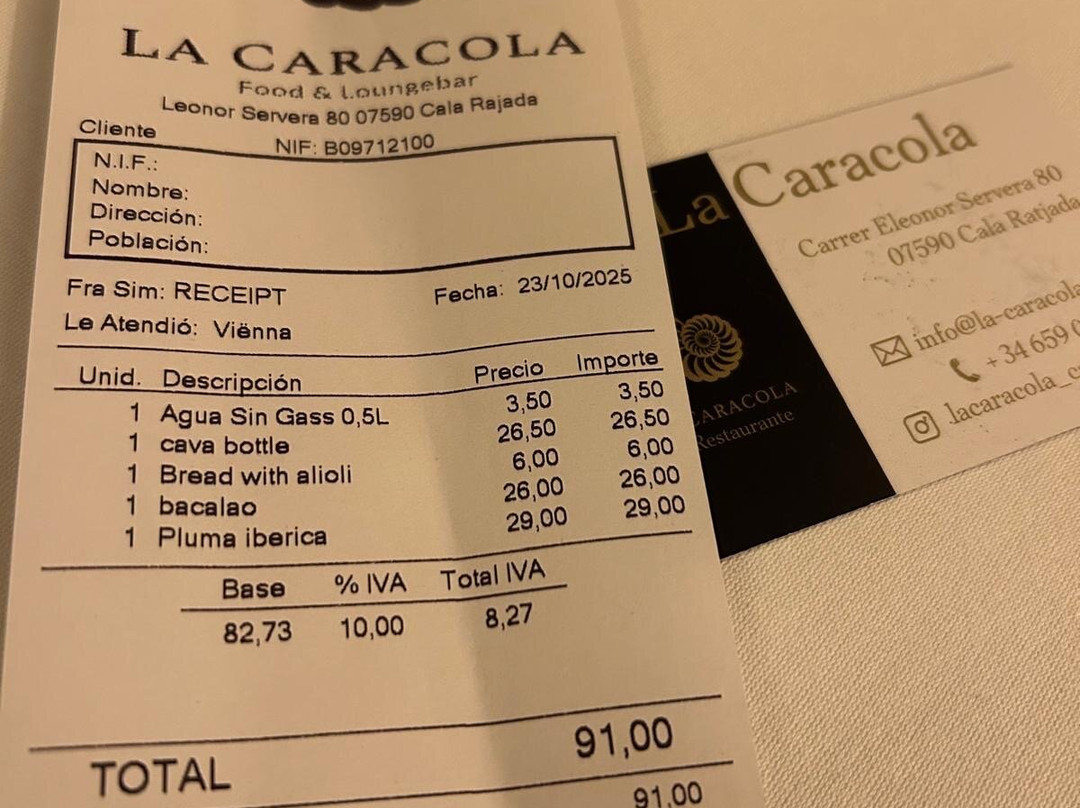 LA CARACOLA
Food & Loungebar
Leonor Servera 80 07590 Cala Rajada
Cliente
NIF: B09712100
N.I.F.:
Nombre:
Dirección:
Población:
Fra Sim: RECEIPT Fecha: 23/10/2025
Le Atendió: Viënna
Unid. Descripción Precio Importe
1 Agua Sin Gass 0,5L 3,50 3,50
1 cava bottle 26,50 26,50
1 Bread with alioli 6,00 6,00
1 bacalao 26,00 26,00
1 Pluma iberica 29,00 29,00
Base % IVA Total IVA
82,73 10,00 8,27
TOTAL 91,00
91,00
La Caracola
Carrer Eleonor Servera 80
07590 Cala Ratjada
info@la-caracola
+34 659
lacaracola_c
CARACOLA
Restaurante